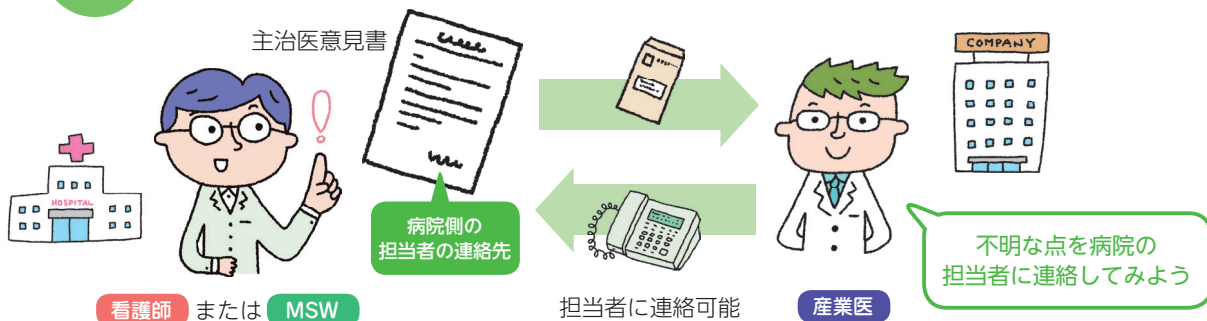 主治医意見書
COMPANY
HOSPITAL
病院側の
担当者の連絡先
不明な点を病院の
担当者に連絡してみよう
看護師 または MSW
担当者に連絡可能
産業医